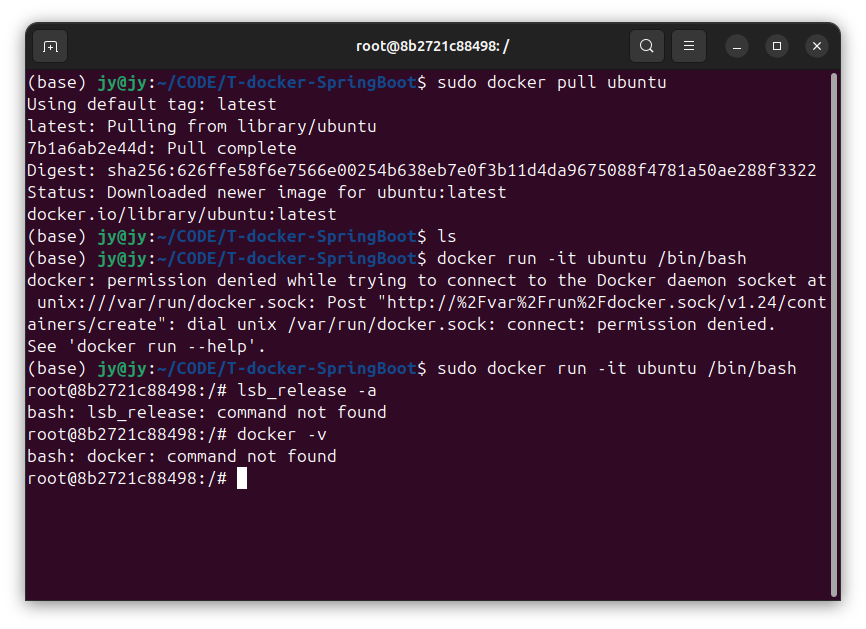 root@8b2721c88498: /
(base) jy@jy:~/CODE/T-docker-SpringBoot$ sudo docker pull ubuntu
Using default tag: latest
latest: Pulling from library/ubuntu
7b1a6ab2e44d: Pull complete
Digest: sha256:626ffe58f6e7566e00254b638eb7e0f3b11d4da9675088f4781a50ae288f3322
Status: Downloaded newer image for ubuntu:latest
docker.io/library/ubuntu:latest
(base) jy@jy:~/CODE/T-docker-SpringBoot$ ls
(base) jy@jy:~/CODE/T-docker-SpringBoot$ docker run -it ubuntu /bin/bash
docker: permission denied while trying to connect to the Docker daemon socket at
 unix:///var/run/docker.sock: Post "http://%2Fvar%2Frun%2Fdocker.sock/v1.24/cont
ainers/create": dial unix /var/run/docker.sock: connect: permission denied.
See 'docker run --help'.
(base) jy@jy:~/CODE/T-docker-SpringBoot$ sudo docker run -it ubuntu /bin/bash
root@8b2721c88498:/# lsb_release -a
bash: lsb_release: command not found
root@8b2721c88498:/# docker -v
bash: docker: command not found
root@8b2721c88498:/#